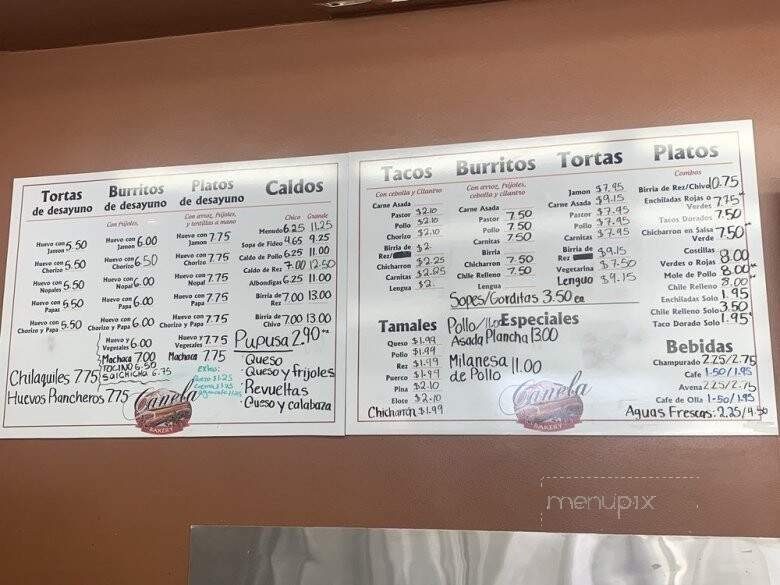 Tortas
de desayuno
Huevo con
Jamon 5.50
Huevo con
Chorizo 5.50
Huevo con
Nopales 5.50
Huevo con
Papas 5.50
Huevo con
Chorizo y Papas 5.50
Chilaquiles 7.75
Huevos Rancheros 7.75
Burritos
de desayuno
Con Frijoles,
Huevo con
Jamon 6.00
Huevo con
Chorizo 6.50
Huevo con
Nopal 6.00
Huevo con
Papa 6.00
Huevo con
Chorizo y Papa 6.00
Huevo y
Vegetales 6.00
Machaca 7.00
TOCINO 6.50
SalCHICHA 6.75
Platos
de desayuno
Con arroz, Frijoles,
y tortillas a mano
Huevo con
Jamon 7.75
Huevo con
Chorizo 7.75
Huevo con
Nopal 7.75
Huevo con
Papa 7.75
Huevo con
Chorizo y Papa 7.75
Huevo y
Vegetales 7.75
Machaca 7.75
Extra:
Queso $1.25
Caldos
Chico Grande
Menudo 6.25 11.25
Sopa de Fideo 4.65 9.25
Caldo de Pollo 6.25 11.00
Caldo de Rez 7.00 12.50
Albondigas 6.25 11.00
Birria de
Rez 7.00 13.00
Birria de
Chivo 7.00 13.00
Pupusa 2.90 ea
· Queso
· Queso y frijoles
· Revueltas
· Queso y calabaza
Canela
BAKERY
Tacos
Con cebolla y Cilantro
Carne Asada
Pastor $2.10
Pollo $2.10
Chorizo $2.10
Birria de
Rez/
$2.
Chicharron $2.25
Carnitas $2.25
Lengua $2.
Burritos
Con arroz, Frijoles,
cebolla y cilantro
Carne Asada
Pastor 7.50
Pollo 7.50
Carnitas 7.50
Birria
Chicharron 7.50
Chile Relleno 7.50
Lengua
Sopes/Gorditas 3.50 ea
Tortas
Jamon $7.95
Carne Asada $9.15
Pastor $7.95
Pollo $7.95
Carnitas $7.95
Birria de
Rez $9.15
Vegetarina $7.50
Lenguo $9.15
Platos
Combos
Birria de Rez/Chivo 10.75
Enchiladas Rojas o
Verdes 7.75
Tacos Dorados 7.50
Chicharron en Salsa
Verde 7.50
Costillas
Verdes o Rojas 8.00
Mole de Pollo 8.00
Chile Relleno 8.00
Enchiladas Solo 1.95
Chile Relleno Solo 3.50
Taco Dorado Solo 1.95
Tamales
Queso $1.99
Pollo $1.99
Rez $1.99
Puerco $1.99
Pina $2.10
Elote $2.10
Chicharron $1.99
Especiales
Pollo/
Asada Plancha 13.00
Milanesa
de Pollo 11.00
Canela
BAKERY
Bebidas
Champurado 2.25/2.75
Cafe 1.50/1.95
Avena 2.25/2.75
Cafe de Olla 1.50/1.95
Aguas Frescas: 2.25/4.50
menupix